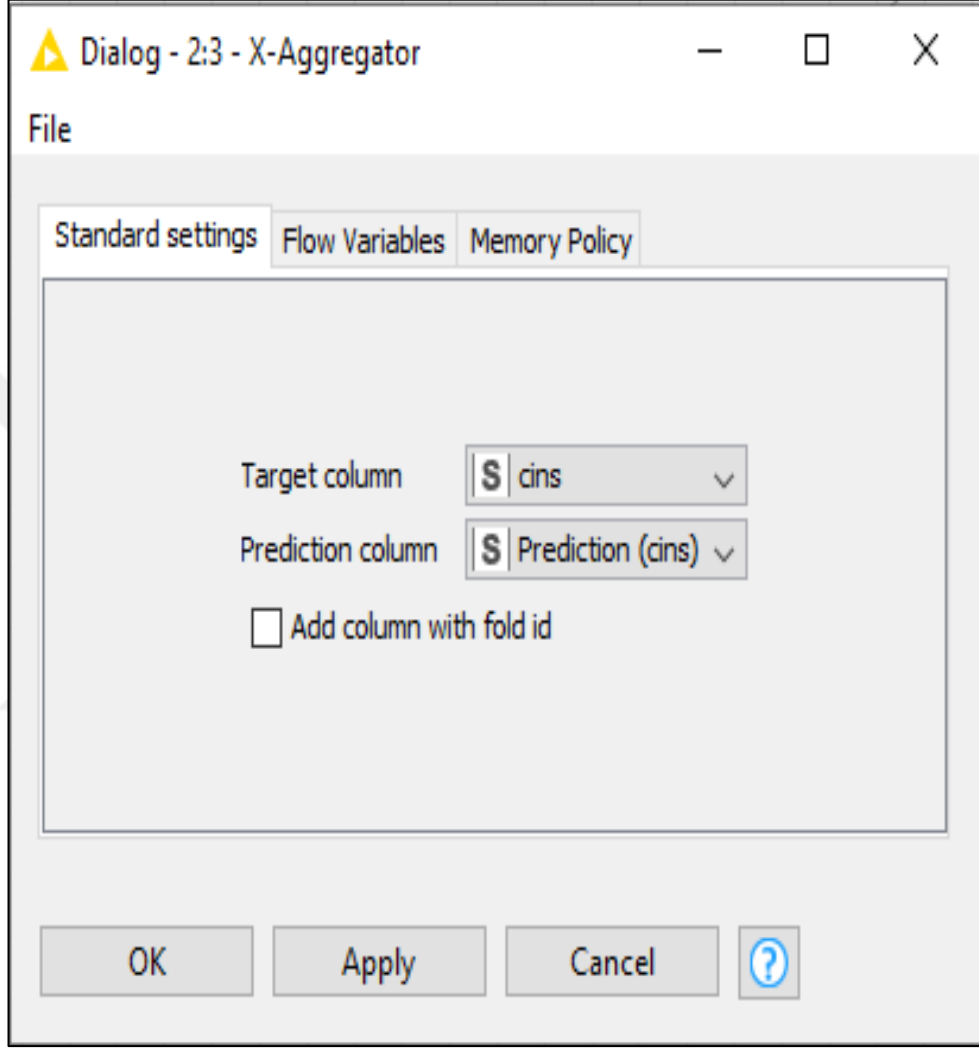 Dialog - 2:3 - X-Aggregator
File
Standard settings Flow Variables Memory Policy
Target column S cins
Prediction column S Prediction (cins)
Add column with fold id
OK Apply Cancel ?